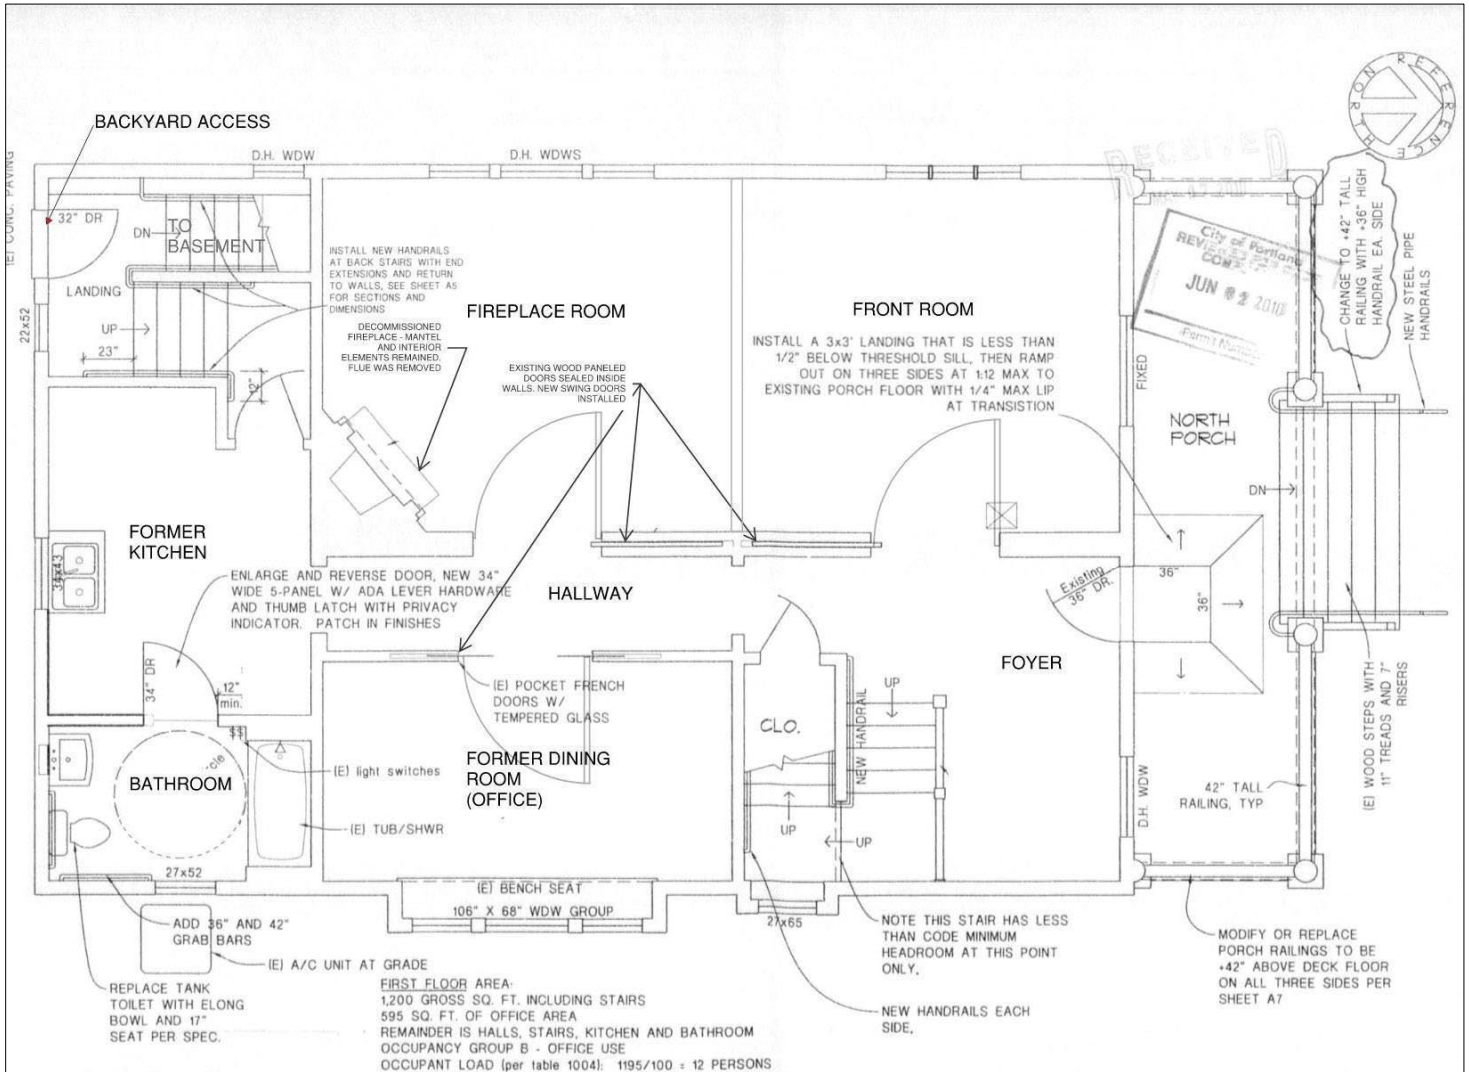 NORTH REFERENCE
BACKYARD ACCESS
D.H. WDW
D.H. WDWS
(E) CONC. PAVING
RECEIVED
32" DR
DN
TO
BASEMENT
LANDING
UP
23"
22x52
12"
INSTALL NEW HANDRAILS
AT BACK STAIRS WITH END
EXTENSIONS AND RETURN
TO WALLS, SEE SHEET A5
FOR SECTIONS AND
DIMENSIONS
DECOMMISSIONED
FIREPLACE - MANTEL
AND INTERIOR
ELEMENTS REMAINED.
FLUE WAS REMOVED
FIREPLACE ROOM
EXISTING WOOD PANELED
DOORS SEALED INSIDE
WALLS. NEW SWING DOORS
INSTALLED
FRONT ROOM
INSTALL A 3x3' LANDING THAT IS LESS THAN
1/2" BELOW THRESHOLD SILL, THEN RAMP
OUT ON THREE SIDES AT 1:12 MAX TO
EXISTING PORCH FLOOR WITH 1/4" MAX LIP
AT TRANSISTION
FIXED
City of Portland
JUN 02 2010
Permit Number
CHANGE TO +42" TALL
RAILING WITH +36" HIGH
HANDRAIL EA. SIDE
NEW STEEL PIPE
HANDRAILS
NORTH
PORCH
DN
FORMER
KITCHEN
34x43
ENLARGE AND REVERSE DOOR, NEW 34"
WIDE 5-PANEL W/ ADA LEVER HARDWARE
AND THUMB LATCH WITH PRIVACY
INDICATOR. PATCH IN FINISHES
HALLWAY
Existing
36" DR.
36"
36"
FOYER
34" DR
12"
min.
(E) POCKET FRENCH
DOORS W/
TEMPERED GLASS
CLO.
NEW HANDRAIL
UP
UP
UP
(E) WOOD STEPS WITH
11" TREADS AND 7"
RISERS
$$
cle
BATHROOM
(E) light switches
FORMER DINING
ROOM
(OFFICE)
(E) TUB/SHWR
D.H. WDW
42" TALL
RAILING, TYP
27x52
(E) BENCH SEAT
106" X 68" WDW GROUP
27x65
ADD 36" AND 42"
GRAB BARS
(E) A/C UNIT AT GRADE
REPLACE TANK
TOILET WITH ELONG
BOWL AND 17"
SEAT PER SPEC.
FIRST FLOOR AREA:
1,200 GROSS SQ. FT. INCLUDING STAIRS
595 SQ. FT. OF OFFICE AREA
REMAINDER IS HALLS, STAIRS, KITCHEN AND BATHROOM
OCCUPANCY GROUP B - OFFICE USE
OCCUPANT LOAD (per table 1004): 1195/100 = 12 PERSONS
NOTE THIS STAIR HAS LESS
THAN CODE MINIMUM
HEADROOM AT THIS POINT
ONLY.
NEW HANDRAILS EACH
SIDE.
MODIFY OR REPLACE
PORCH RAILINGS TO BE
+42" ABOVE DECK FLOOR
ON ALL THREE SIDES PER
SHEET A7